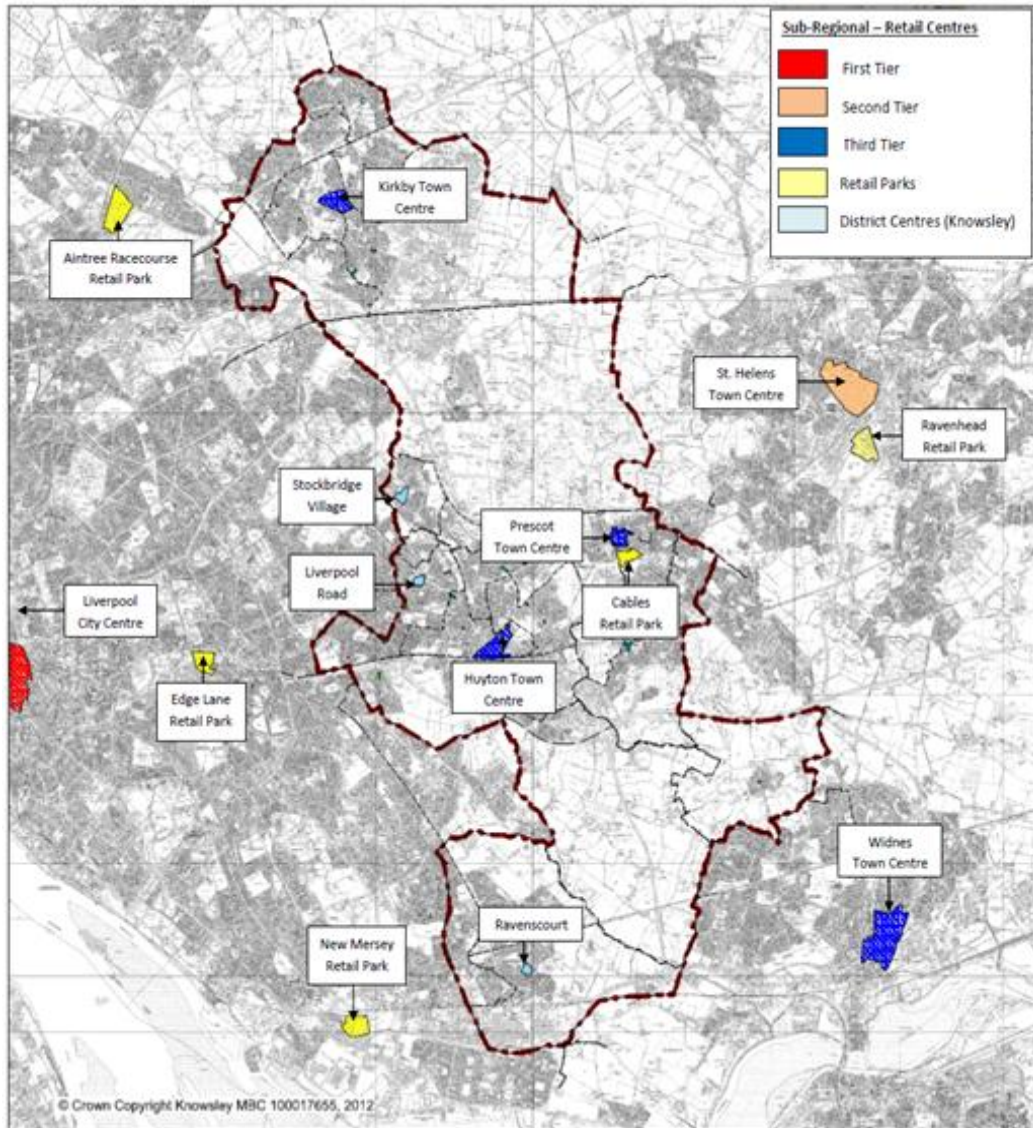 Sub-Regional – Retail Centres
First Tier
Second Tier
Third Tier
Retail Parks
District Centres (Knowsley)
Kirkby Town
Centre
Aintree Racecourse
Retail Park
St. Helens
Town Centre
Ravenhead
Retail Park
Stockbridge
Village
Prescot
Town Centre
Liverpool
Road
Cables
Retail Park
Liverpool
City Centre
Edge Lane
Retail Park
Huyton Town
Centre
Widnes
Town Centre
Ravenscourt
New Mersey
Retail Park
© Crown Copyright Knowsley MBC 100017655, 2012